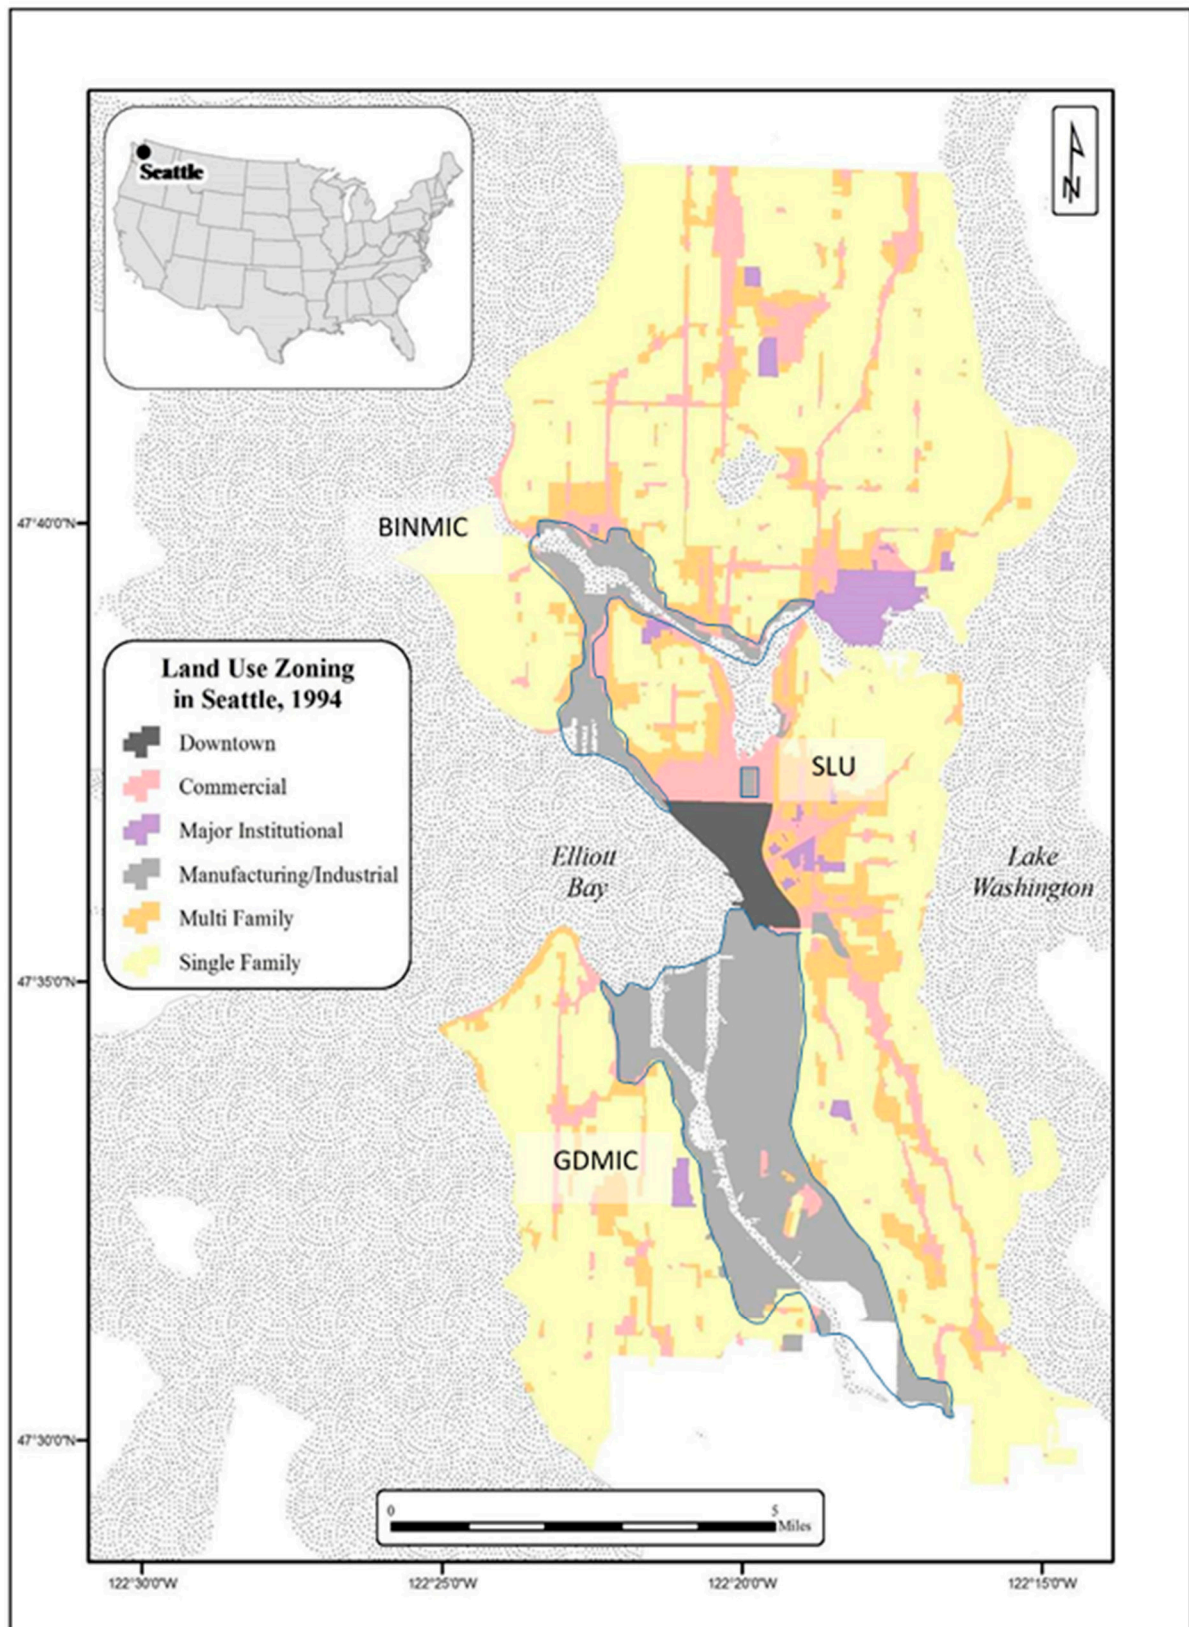 Seattle
N
47°40'0"N
BINMIC
Land Use Zoning
in Seattle, 1994
Downtown
Commercial
Major Institutional
Manufacturing/Industrial
Multi Family
Single Family
SLU
Elliott
Bay
Lake
Washington
47°35'0"N
GDMIC
47°30'0"N
0 5
Miles
122°30'0"W 122°25'0"W 122°20'0"W 122°15'0"W